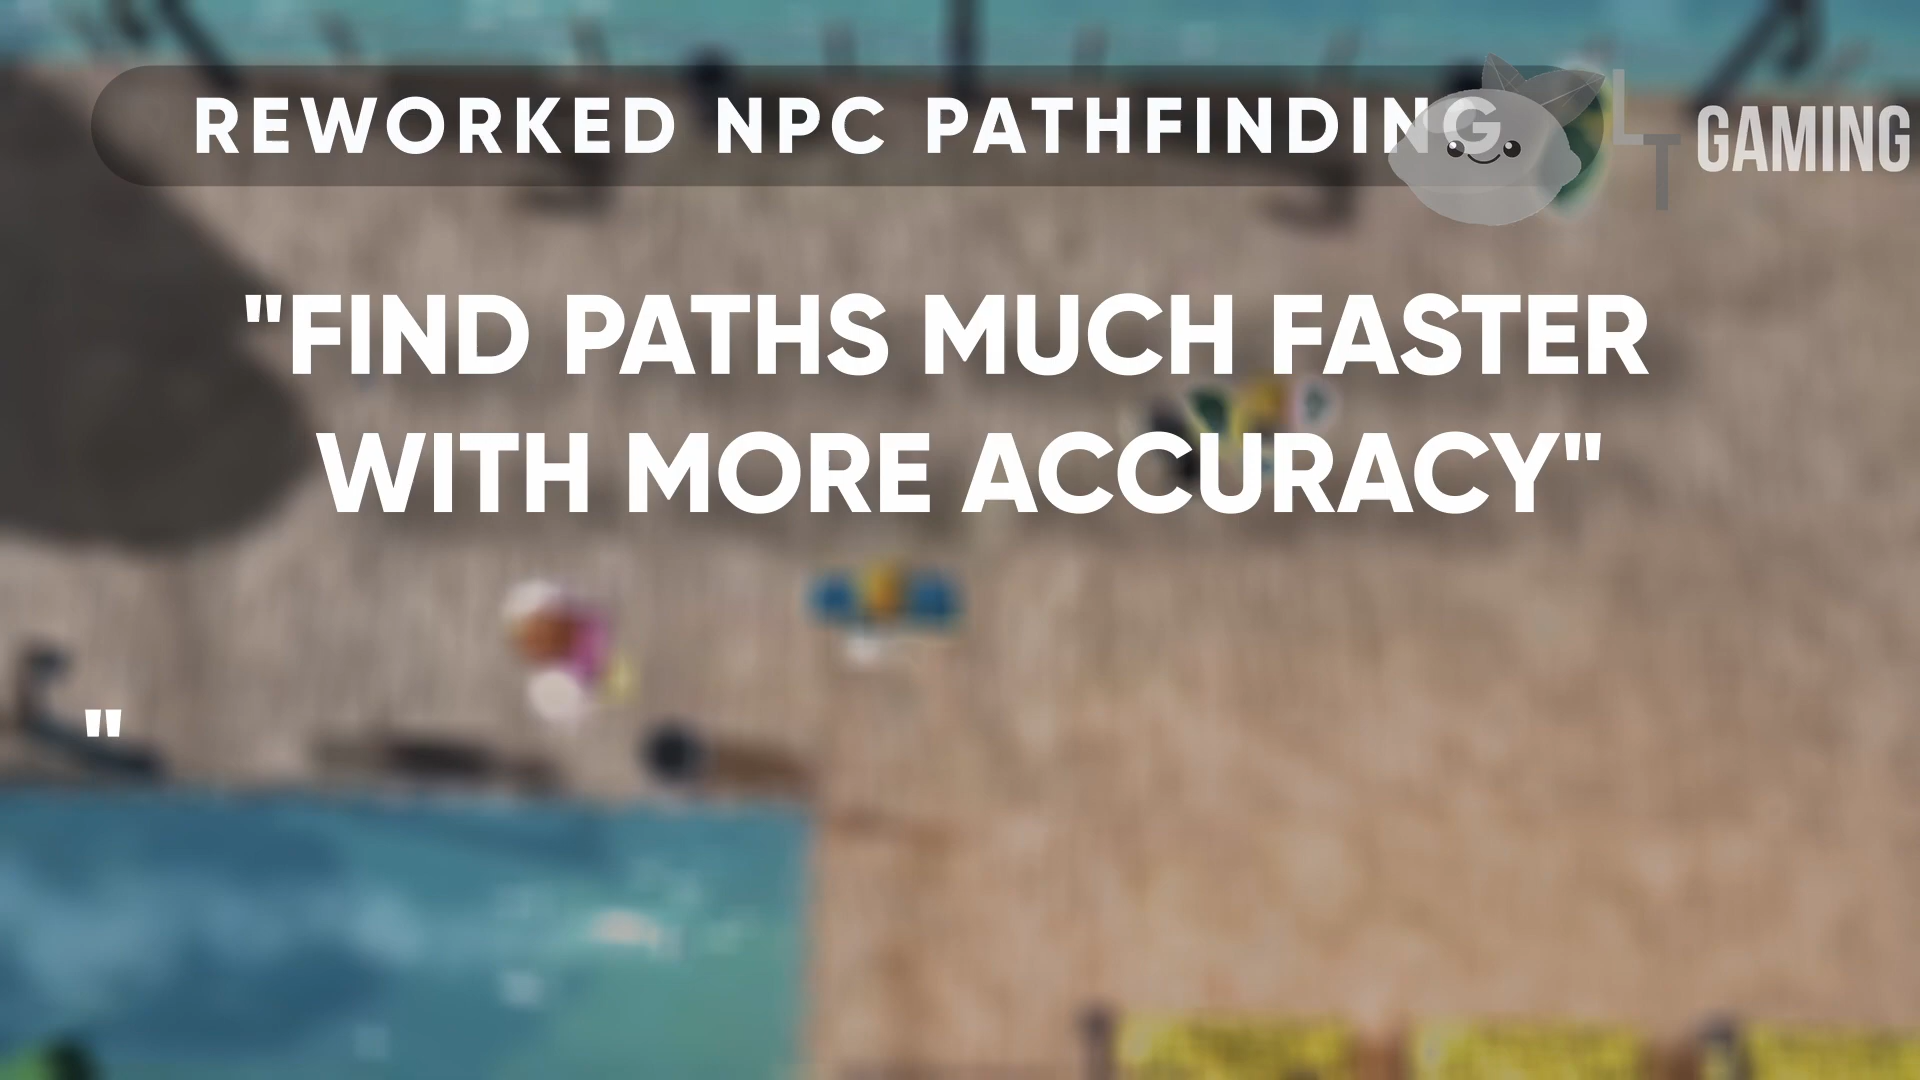 REWORKED NPC PATHFINDING
LT GAMING
"FIND PATHS MUCH FASTER
WITH MORE ACCURACY"
"